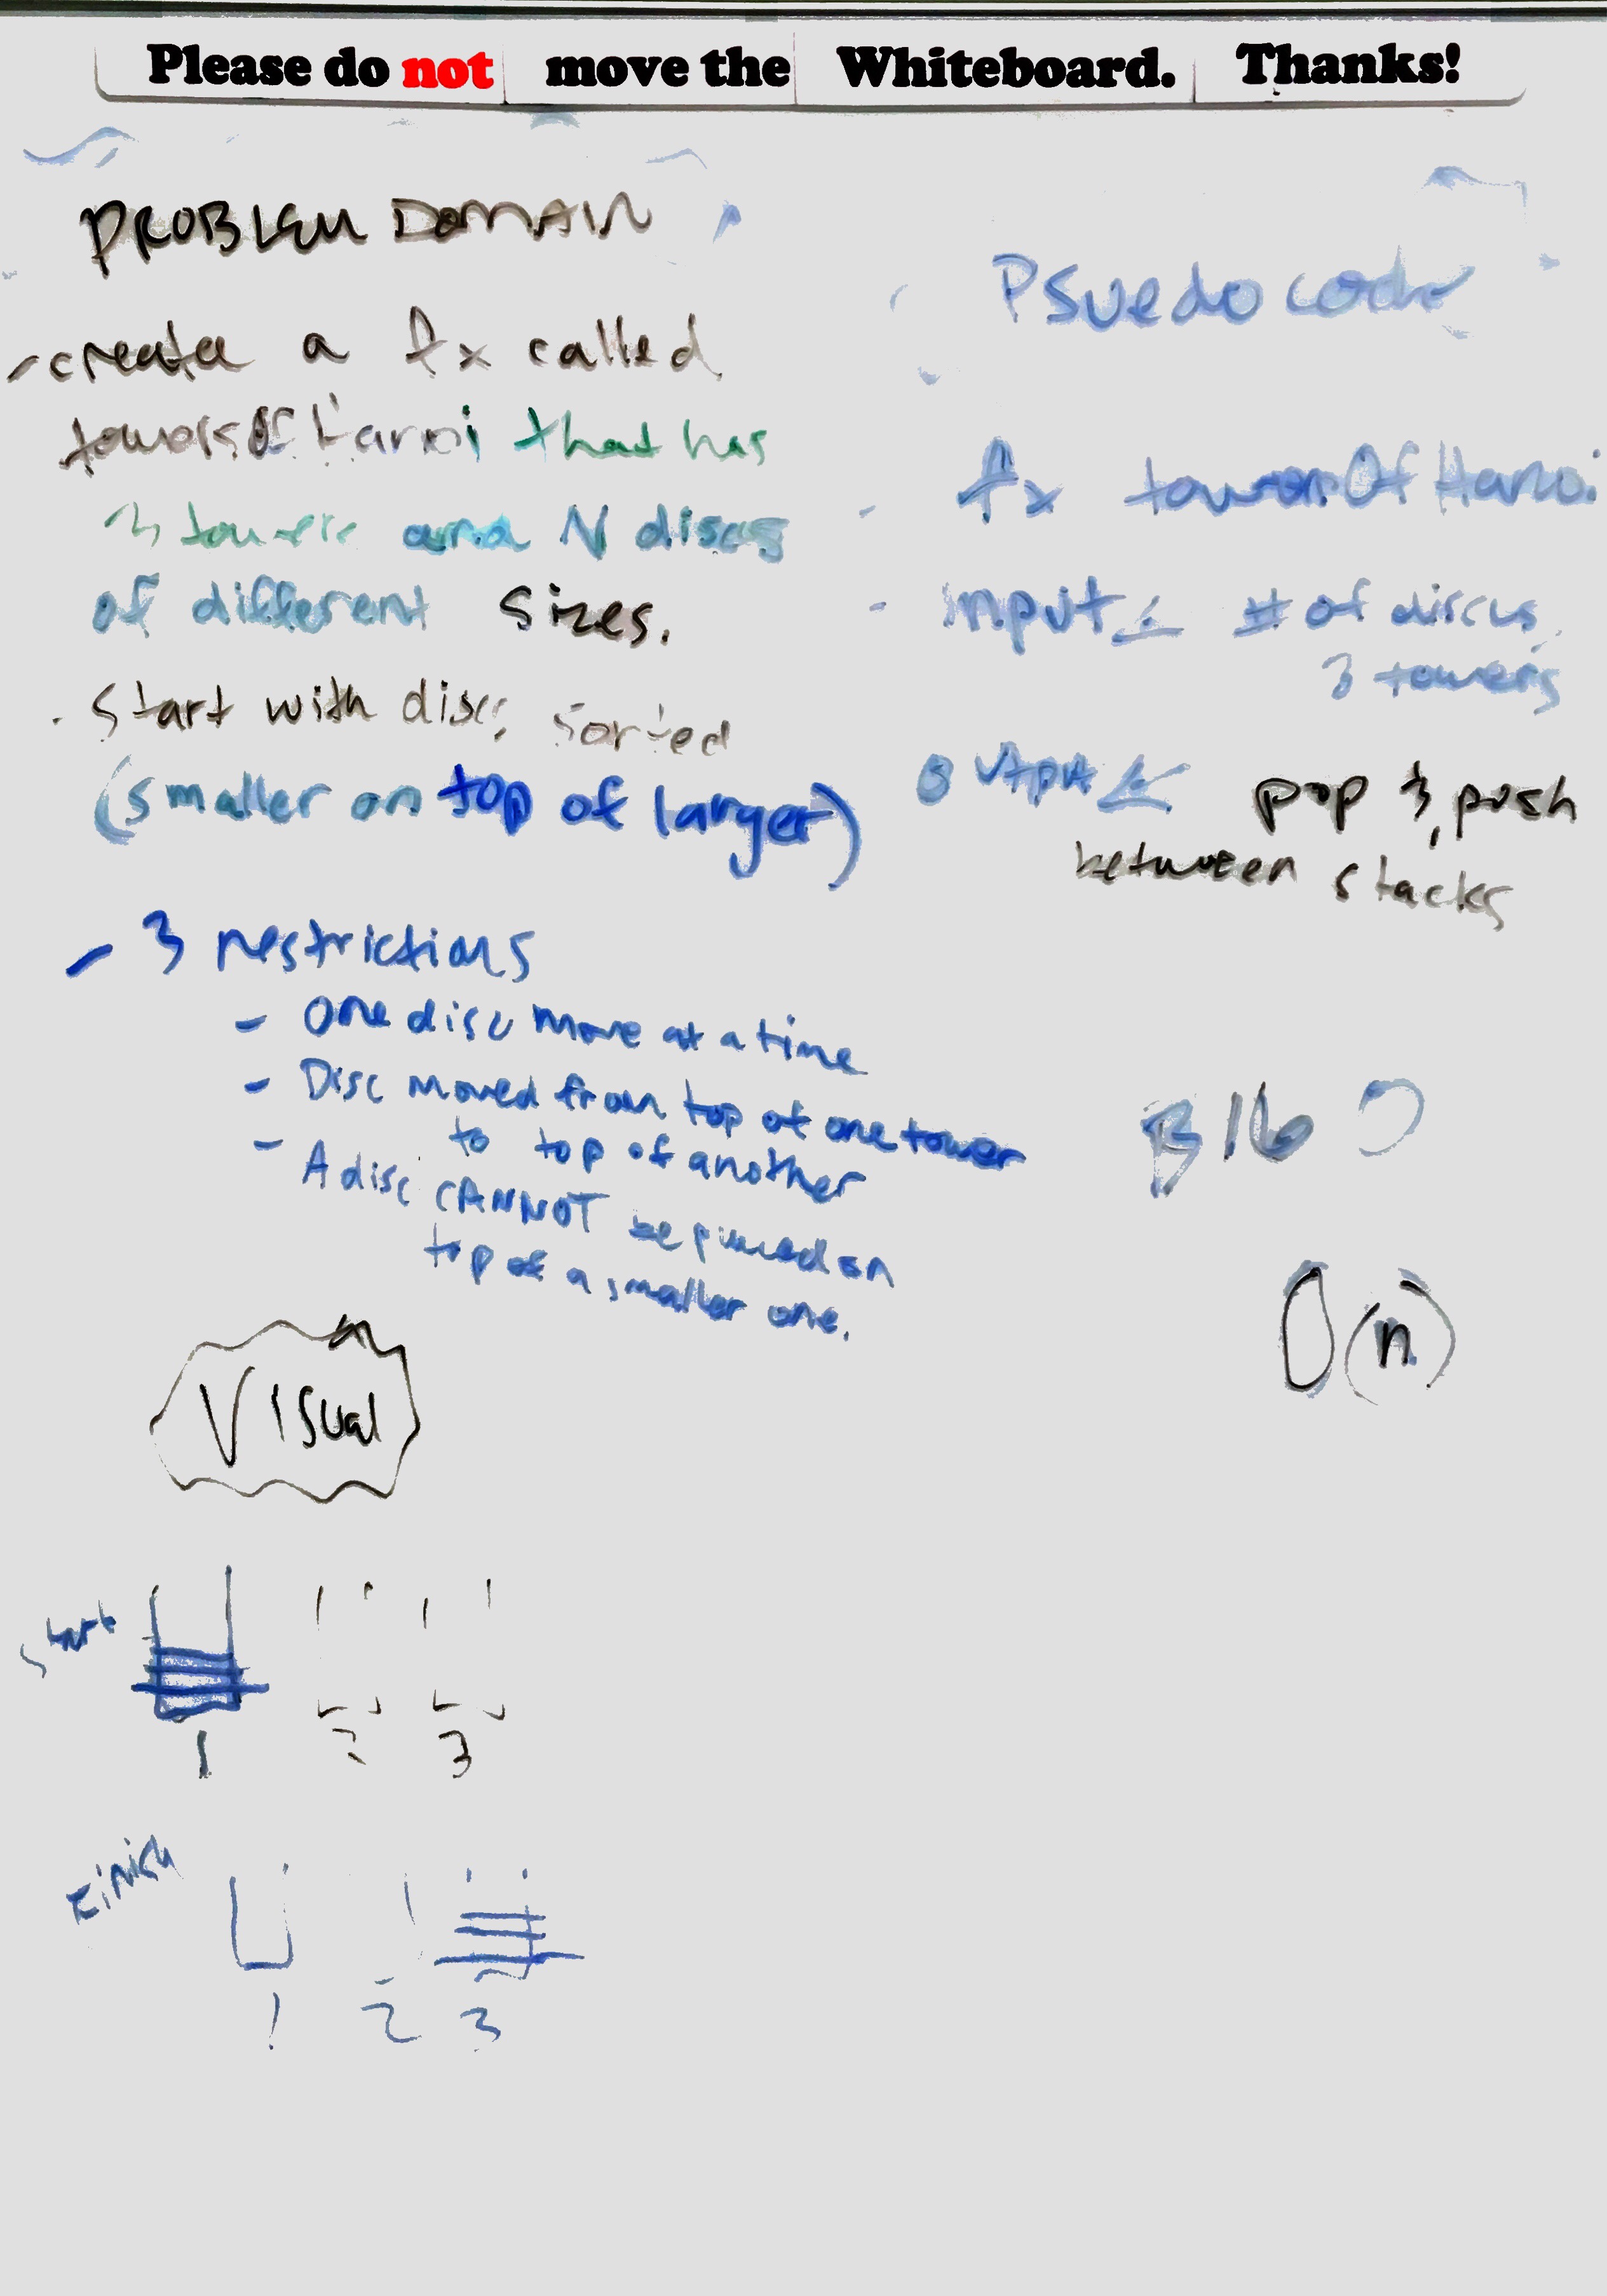 Please do not move the Whiteboard. Thanks!
PROBLEM DOMAIN
- create a fx called
towersOfHanoi that has
3 towers and N discs
of different sizes.
. Start with discs sorted
(smaller on top of larger)
- 3 restrictions
- One disc move at a time
- Disc moved from top of one tower
to top of another
- A disc CANNOT be placed on
top of a smaller one.
Visual
Start
1 2 3
Finish
1 2 3
Psuedo code
fx towersOfHanoi
input ← # of discs,
3 towers
output ← pop & push
between stacks
BIG O
O(n)